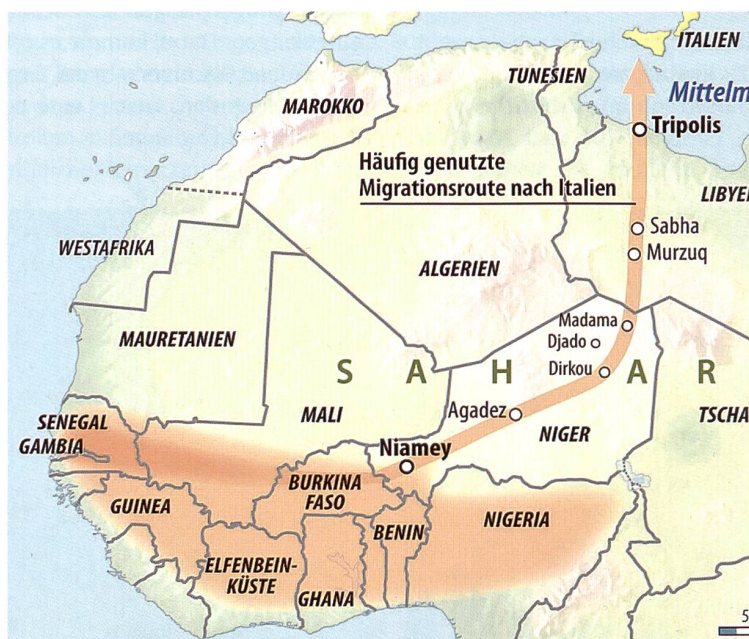 ITALIEN
TUNESIEN
Mittelm
MAROKKO
Tripolis
Häufig genutzte
Migrationsroute nach Italien
LIBYE
Sabha
WESTAFRIKA
Murzuq
ALGERIEN
Madama
MAURETANIEN
Djado
S A H A R
Dirkou
MALI
Agadez
TSCHA
SENEGAL
NIGER
GAMBIA
Niamey
BURKINA
FASO
GUINEA
NIGERIA
BENIN
ELFENBEIN-
KÜSTE
GHANA
5